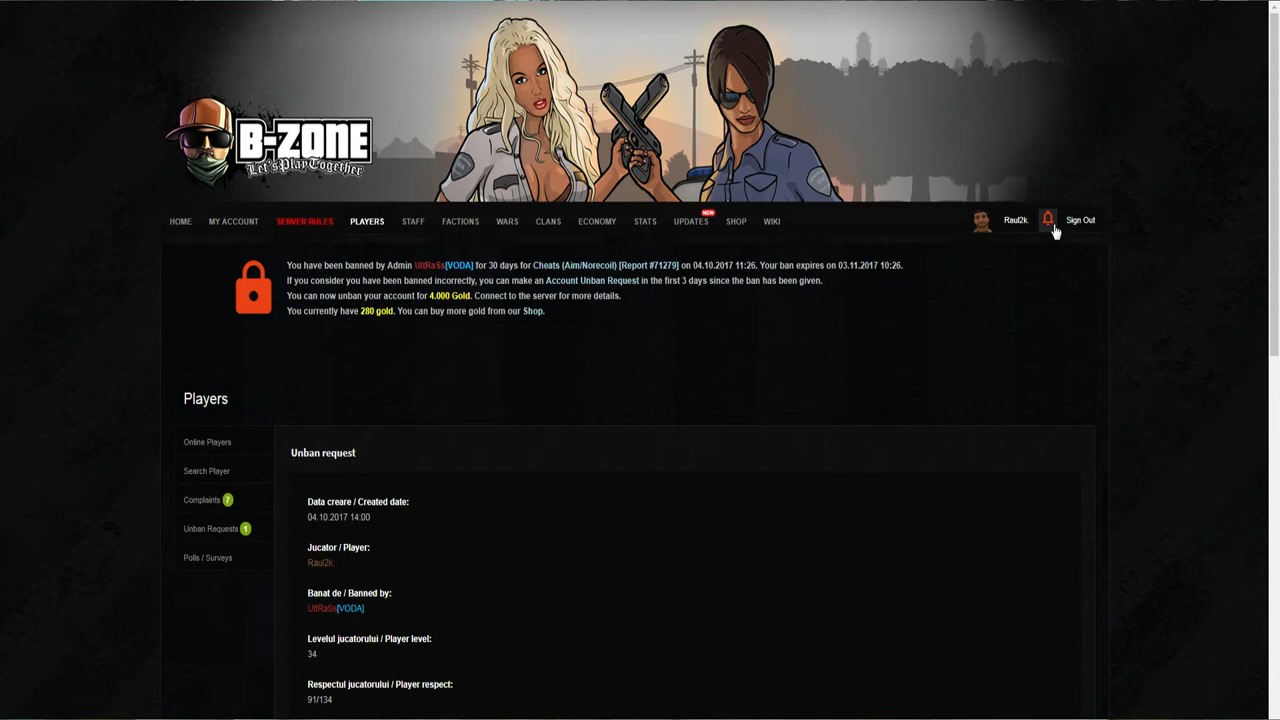 B-ZONE
Let'sPlayTogether
HOME MY ACCOUNT SERVER RULES PLAYERS STAFF FACTIONS WARS CLANS ECONOMY STATS UPDATES NEW SHOP WIKI Raul2k. Sign Out
You have been banned by Admin UltRaSs[VODA] for 30 days for Cheats (Aim/Norecoil) [Report #71279] on 04.10.2017 11:26. Your ban expires on 03.11.2017 10:26.
If you consider you have been banned incorrectly, you can make an Account Unban Request in the first 3 days since the ban has been given.
You can now unban your account for 4.000 Gold. Connect to the server for more details.
You currently have 280 gold. You can buy more gold from our Shop.
Players
Online Players
Search Player
Complaints 7
Unban Requests 1
Polls / Surveys
Unban request
Data creare / Created date:
04.10.2017 14:00
Jucator / Player:
Raul2k.
Banat de / Banned by:
UltRaSs[VODA]
Levelul jucatorului / Player level:
34
Respectul jucatorului / Player respect:
91/134